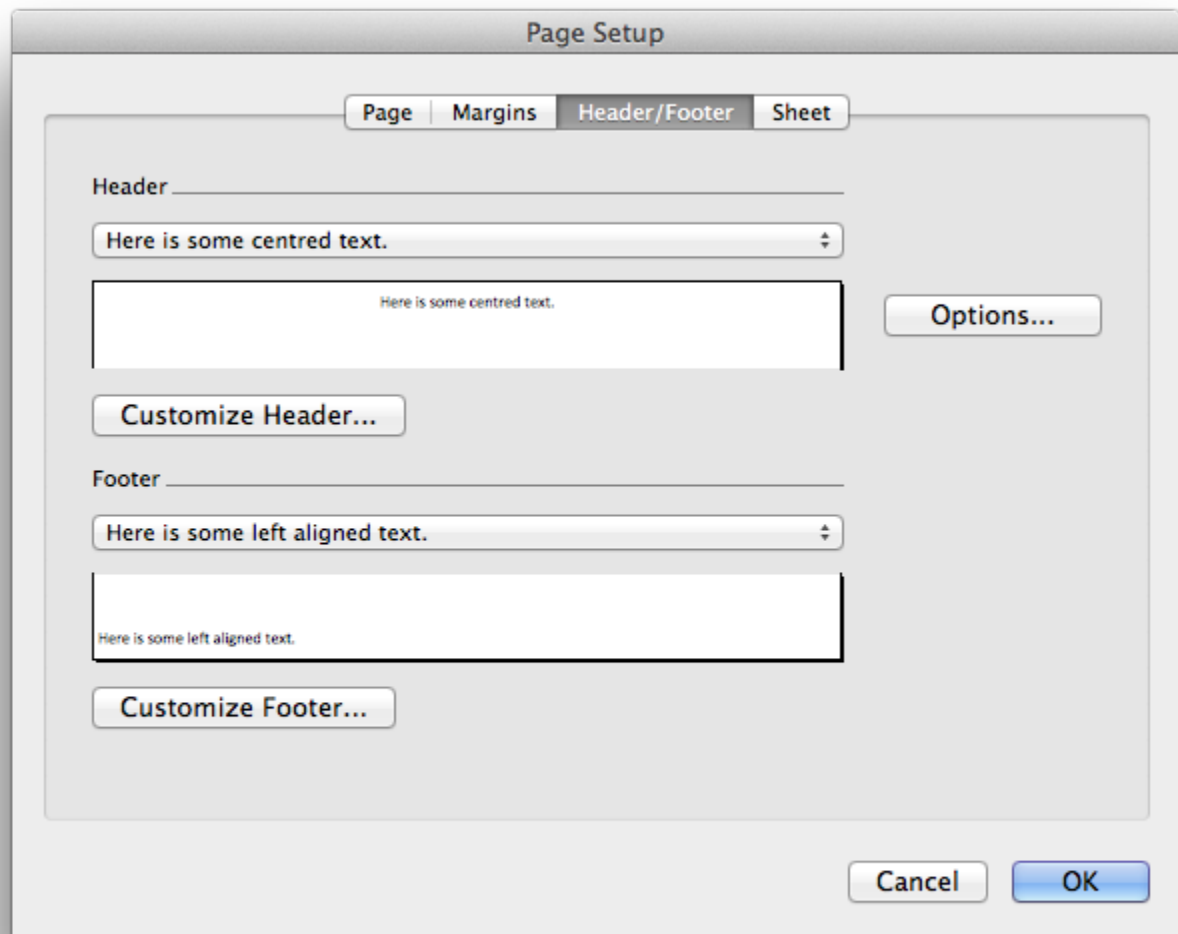 Page Setup
Page Margins Header/Footer Sheet
Header
Here is some centred text.
Here is some centred text.
Options...
Customize Header...
Footer
Here is some left aligned text.
Here is some left aligned text.
Customize Footer...
Cancel OK